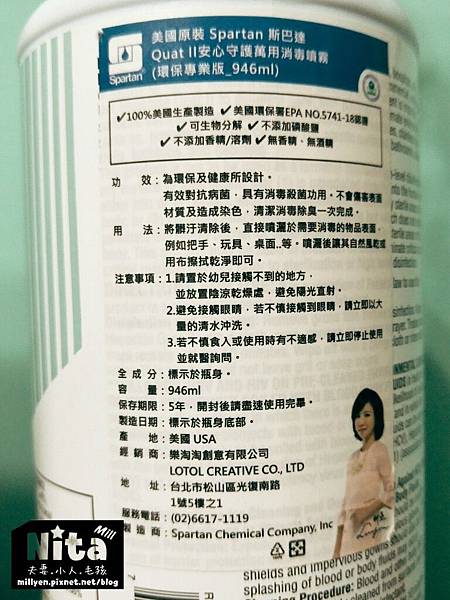 美國原裝 Spartan 斯巴達
Quat II安心守護萬用消毒噴霧
(環保專業版_946ml)
Spartan
✓100%美國生產製造 ✓美國環保署EPA NO.5741-18認證
✓可生物分解 ✓不添加磷酸鹽
✓不添加香精/溶劑 ✓無香精、無酒精
功 效：為環保及健康所設計。
有效對抗病菌，具有消毒殺菌功用。不會傷害表面
材質及造成染色，清潔消毒除臭一次完成。
用 法：將髒汙清除後，直接噴灑於需要消毒的物品表面，
例如把手、玩具、桌面..等。噴灑後讓其自然風乾或
用布擦拭乾淨即可。
注意事項：1.請置於幼兒接觸不到的地方，
並放置陰涼乾燥處，避免陽光直射。
2.避免接觸眼睛，若不慎接觸到眼睛，請立即以大
量的清水沖洗。
3.若不慎食入或使用時有不適感，請立即停止使用
並就醫詢問。
全 成 分：標示於瓶身。
容 量：946ml
保存期限：5年，開封後請盡速使用完畢。
製造日期：標示於瓶身底部。
產 地：美國 USA
經 銷 商：樂淘淘創意有限公司
LOTOL CREATIVE CO., LTD
地 址：台北市松山區光復南路
1號5樓之1
服務電話：(02)6617-1119
製 造 商：Spartan Chemical Company, Inc
shields and impervious gowns
splashing of blood or body fluids
Cleaning Procedure: Blood and other
Nita
Mill
夫妻.小人.毛孩
millyen.pixnet.net/blog